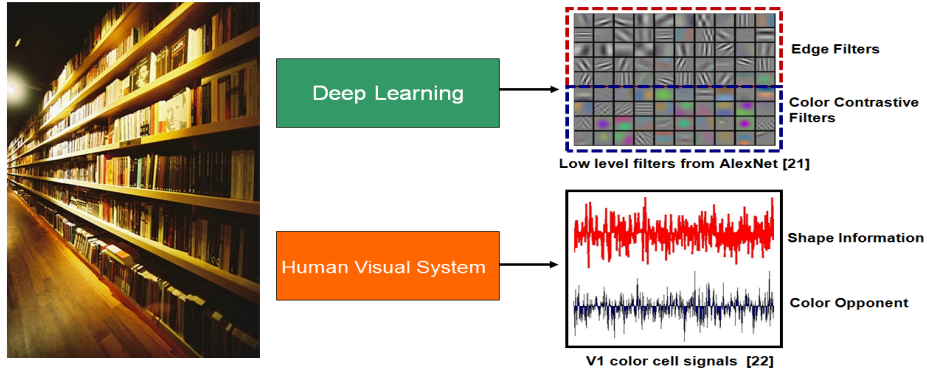 Deep Learning
Edge Filters
Color Contrastive
Filters
Low level filters from AlexNet [21]
Human Visual System
Shape Information
Color Opponent
V1 color cell signals [22]